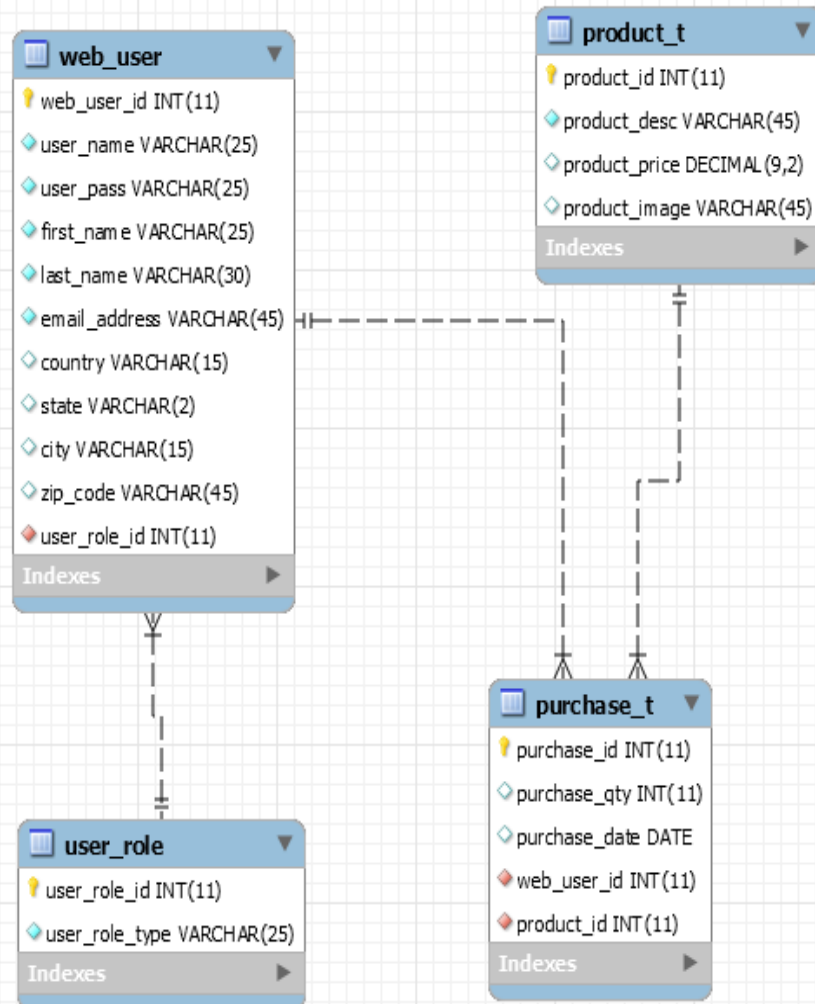 web_user
web_user_id INT(11)
user_name VARCHAR(25)
user_pass VARCHAR(25)
first_name VARCHAR(25)
last_name VARCHAR(30)
email_address VARCHAR(45)
country VARCHAR(15)
state VARCHAR(2)
city VARCHAR(15)
zip_code VARCHAR(45)
user_role_id INT(11)
Indexes
product_t
product_id INT(11)
product_desc VARCHAR(45)
product_price DECIMAL(9,2)
product_image VARCHAR(45)
Indexes
user_role
user_role_id INT(11)
user_role_type VARCHAR(25)
Indexes
purchase_t
purchase_id INT(11)
purchase_qty INT(11)
purchase_date DATE
web_user_id INT(11)
product_id INT(11)
Indexes